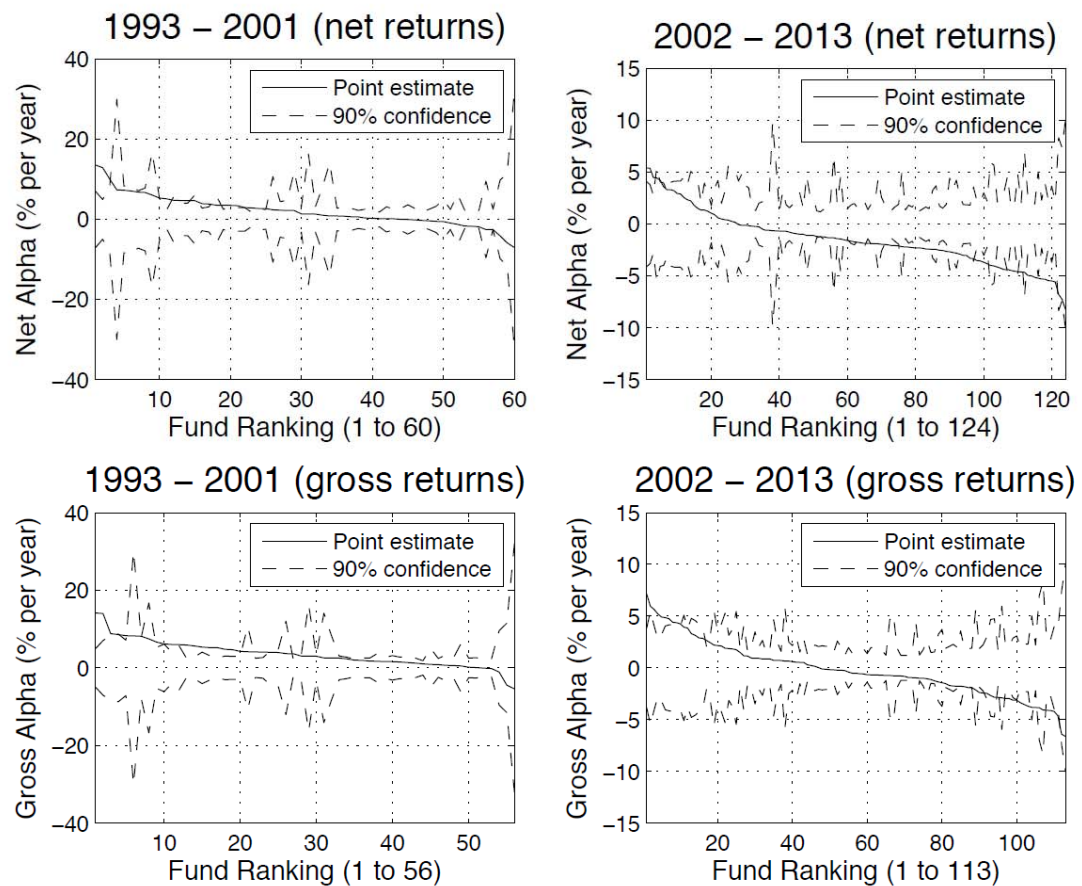 1993 – 2001 (net returns)
Net Alpha (% per year)
40
20
0
−20
−40
Point estimate
90% confidence
10
20
30
40
50
60
Fund Ranking (1 to 60)
2002 – 2013 (net returns)
Net Alpha (% per year)
15
10
5
0
−5
−10
−15
Point estimate
90% confidence
20
40
60
80
100
120
Fund Ranking (1 to 124)
1993 – 2001 (gross returns)
Gross Alpha (% per year)
40
20
0
−20
−40
Point estimate
90% confidence
10
20
30
40
50
Fund Ranking (1 to 56)
2002 – 2013 (gross returns)
Gross Alpha (% per year)
15
10
5
0
−5
−10
−15
Point estimate
90% confidence
20
40
60
80
100
Fund Ranking (1 to 113)